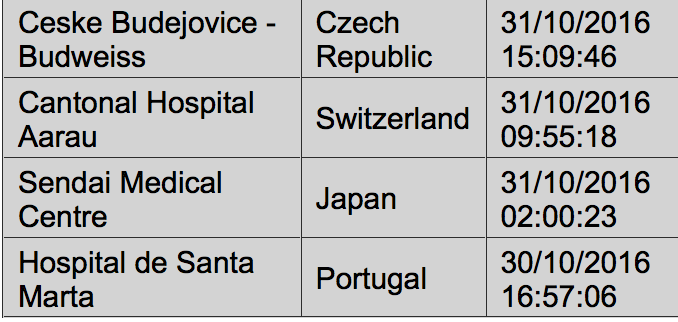 Ceske Budejovice - Czech 31/10/2016
Budweiss Republic 15:09:46
Cantonal Hospital Switzerland 31/10/2016
Aarau 09:55:18
Sendai Medical Japan 31/10/2016
Centre 02:00:23
Hospital de Santa Portugal 30/10/2016
Marta 16:57:06